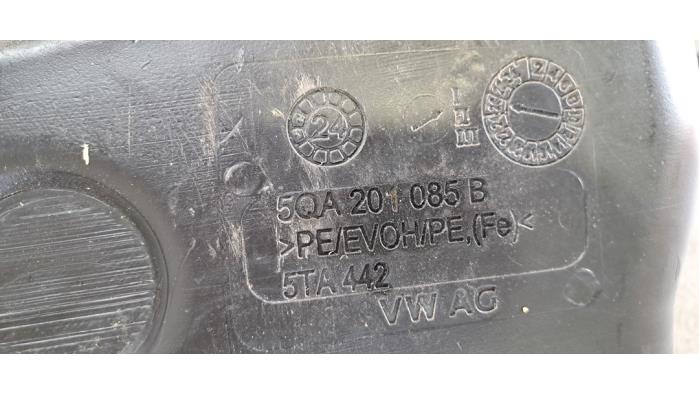 24
5QA 201 085 B
>PE/EVOH/PE,(Fe)<
5TA 442
VW AG